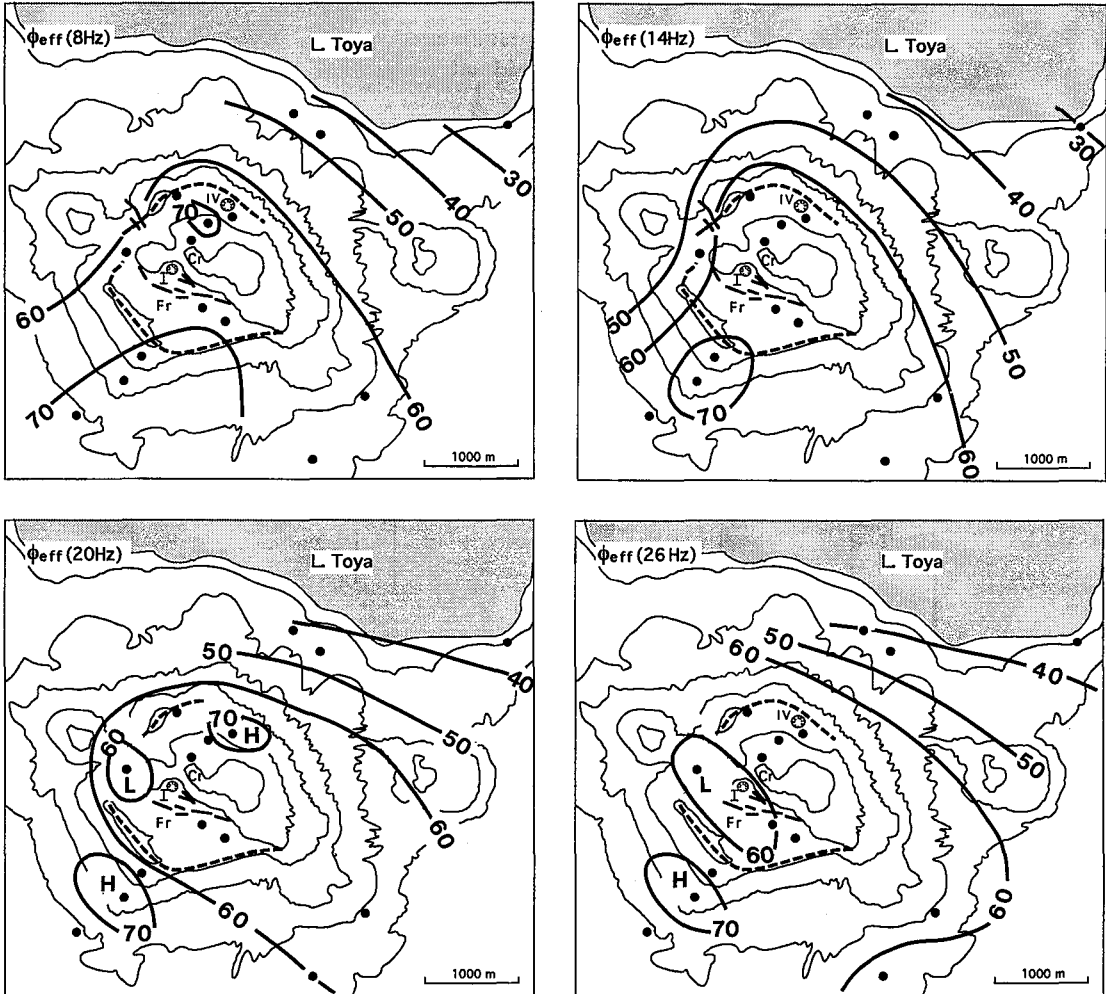 ϕeff (8Hz)
L. Toya
30
40
50
IV
70
Cr
I
Fr
60
70
60
1000 m
ϕeff (14Hz)
L. Toya
30
40
IV
Cr
I
Fr
50
60
50
70
60
1000 m
ϕeff (20Hz)
L. Toya
50
40
70
H
60
50
L
Cr
I
Fr
60
H
70
60
1000 m
ϕeff (26Hz)
L. Toya
50
60
40
IV
50
L
Cr
I
Fr
60
H
70
60
1000 m